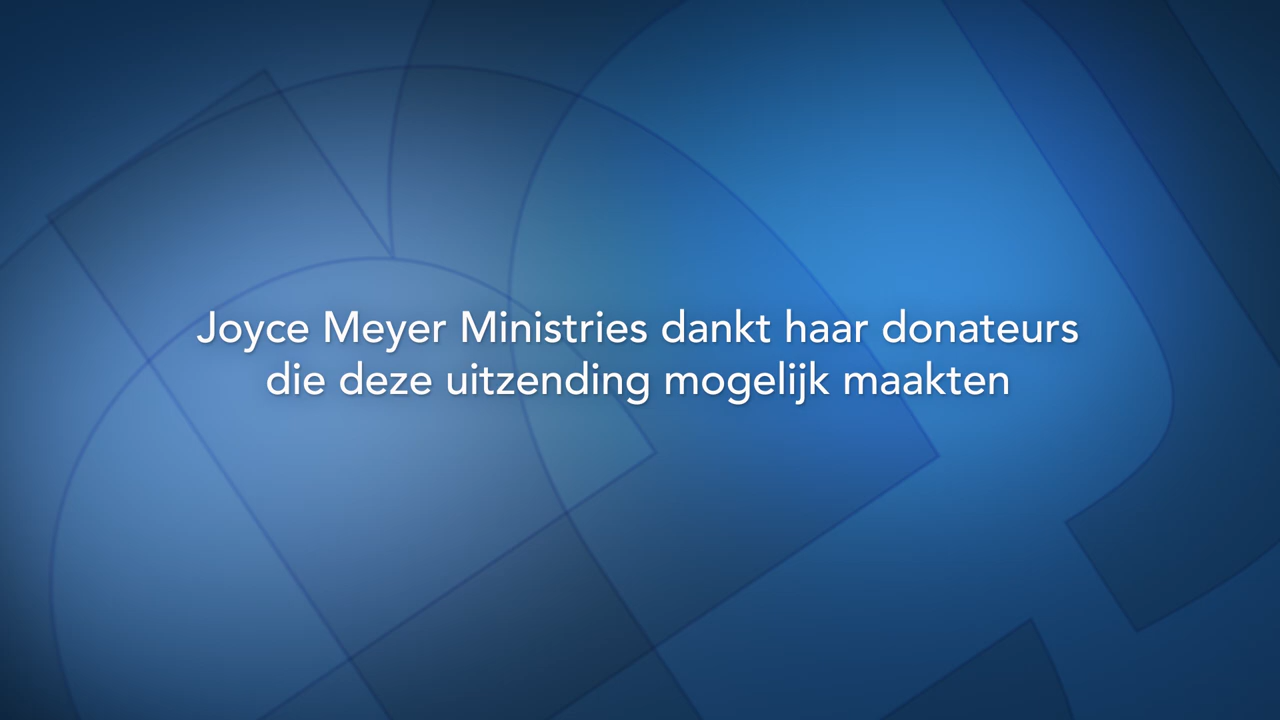 Joyce Meyer Ministries dankt haar donateurs
die deze uitzending mogelijk maakten